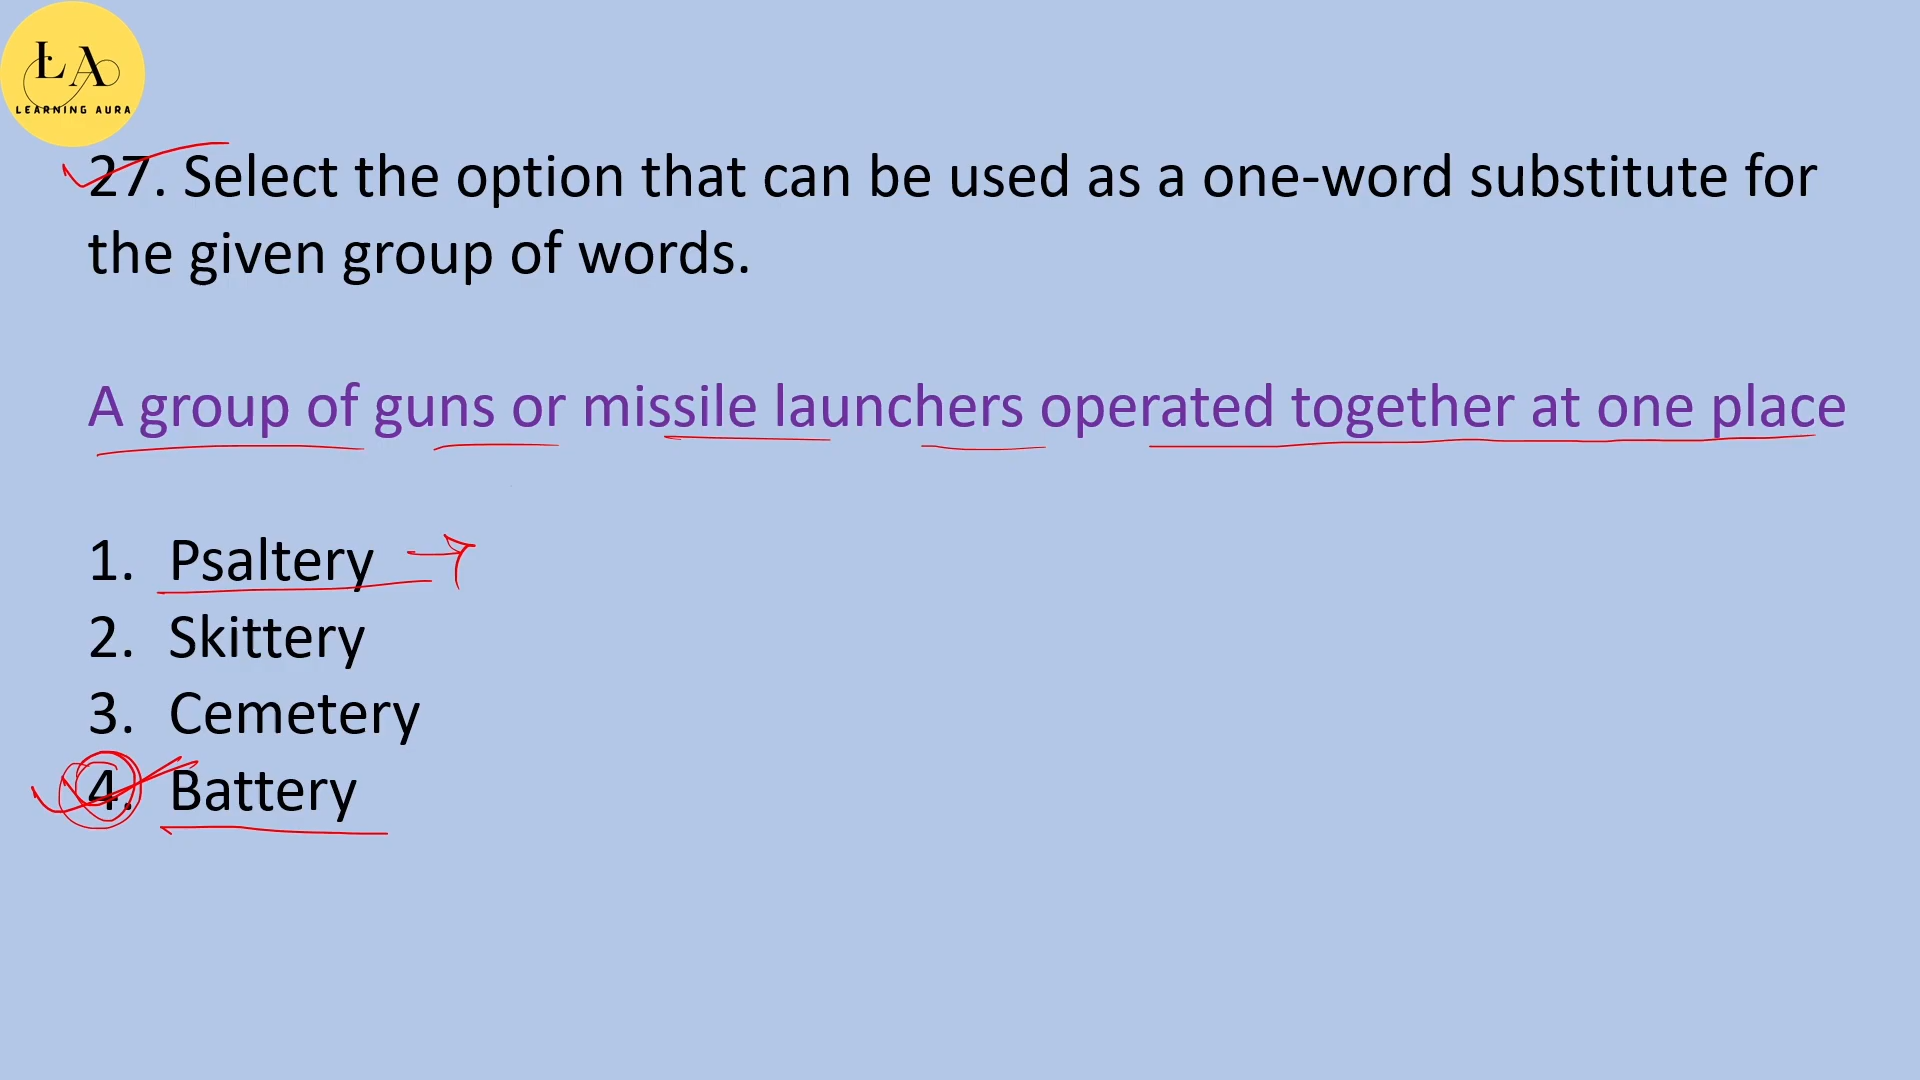 LA
LEARNING AURA
27. Select the option that can be used as a one-word substitute for
the given group of words.
A group of guns or missile launchers operated together at one place
1. Psaltery
2. Skittery
3. Cemetery
4. Battery